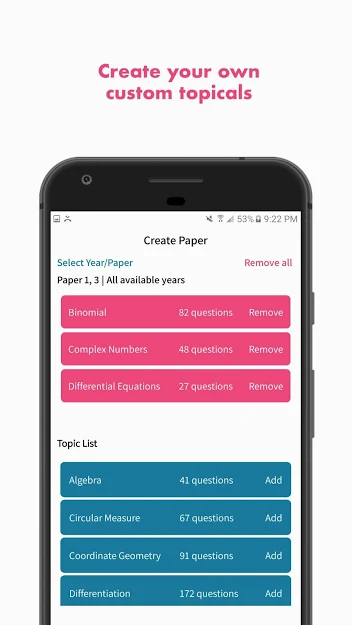 Create your own
custom topicals
53% 9:22 PM
Create Paper
Select Year/Paper Remove all
Paper 1, 3 | All available years
Binomial 82 questions Remove
Complex Numbers 48 questions Remove
Differential Equations 27 questions Remove
Topic List
Algebra 41 questions Add
Circular Measure 67 questions Add
Coordinate Geometry 91 questions Add
Differentiation 172 questions Add